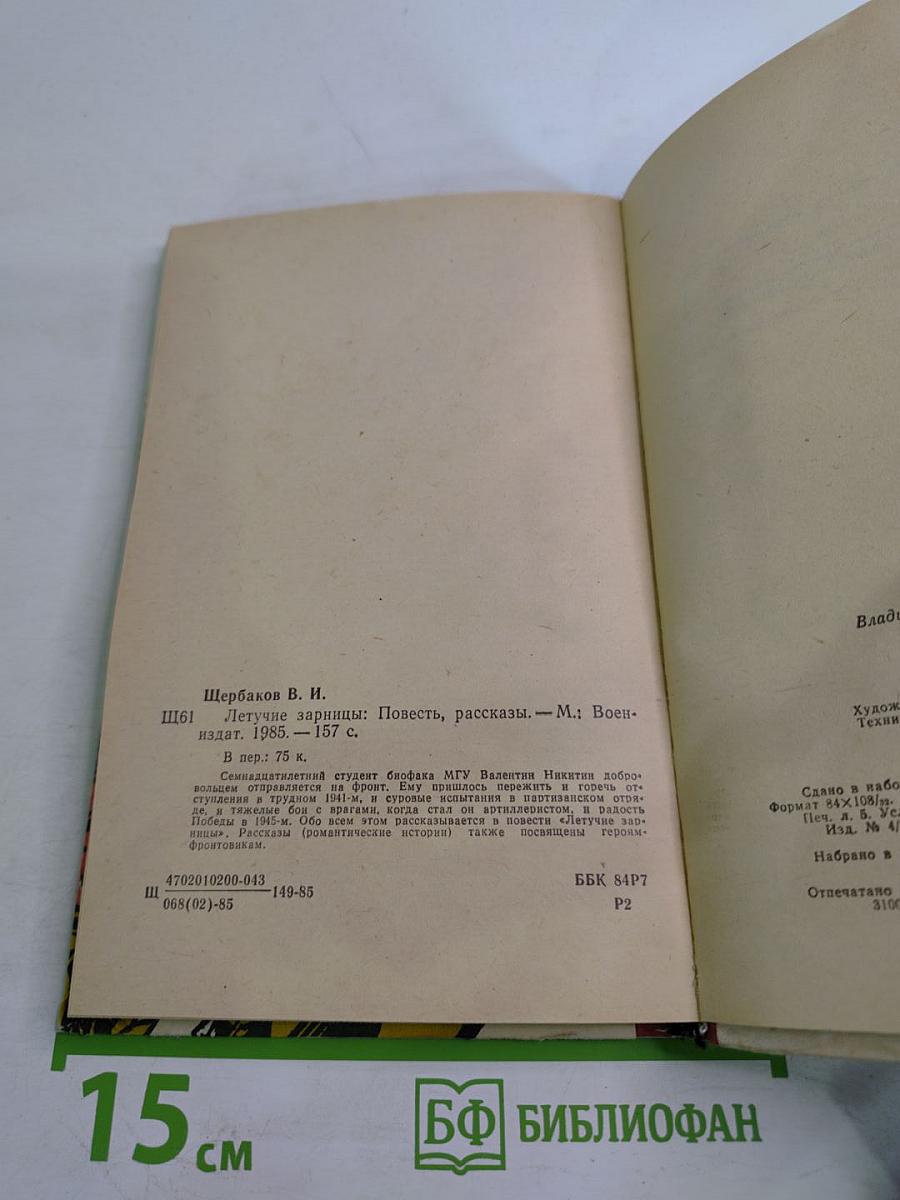 Щербаков В. И.
Щ61 Летучие зарницы: Повесть, рассказы. — М.: Воен-
издат. 1985. — 157 с.
В пер.: 75 к.
Семнадцатилетний студент биофака МГУ Валентин Никитин добро-
вольцем отправляется на фронт. Ему пришлось пережить и горечь от-
ступления в трудном 1941-м, и суровые испытания в партизанском отря-
де, и тяжелые бои с врагами, когда стал он артиллеристом, и радость
Победы в 1945-м. Обо всем этом рассказывается в повести «Летучие зар-
ницы». Рассказы (романтические истории) также посвящены героям-
фронтовикам.
Щ 4702010200-043
068(02)-85 149-85
ББК 84Р7
Р2
Влади
Худож
Техни
Сдано в набо
Формат 84×108/32.
Печ. л. 5. Усл
Изд. № 4/
Набрано в
Отпечатано
3100
15 см
БФ БИБЛИОФАН